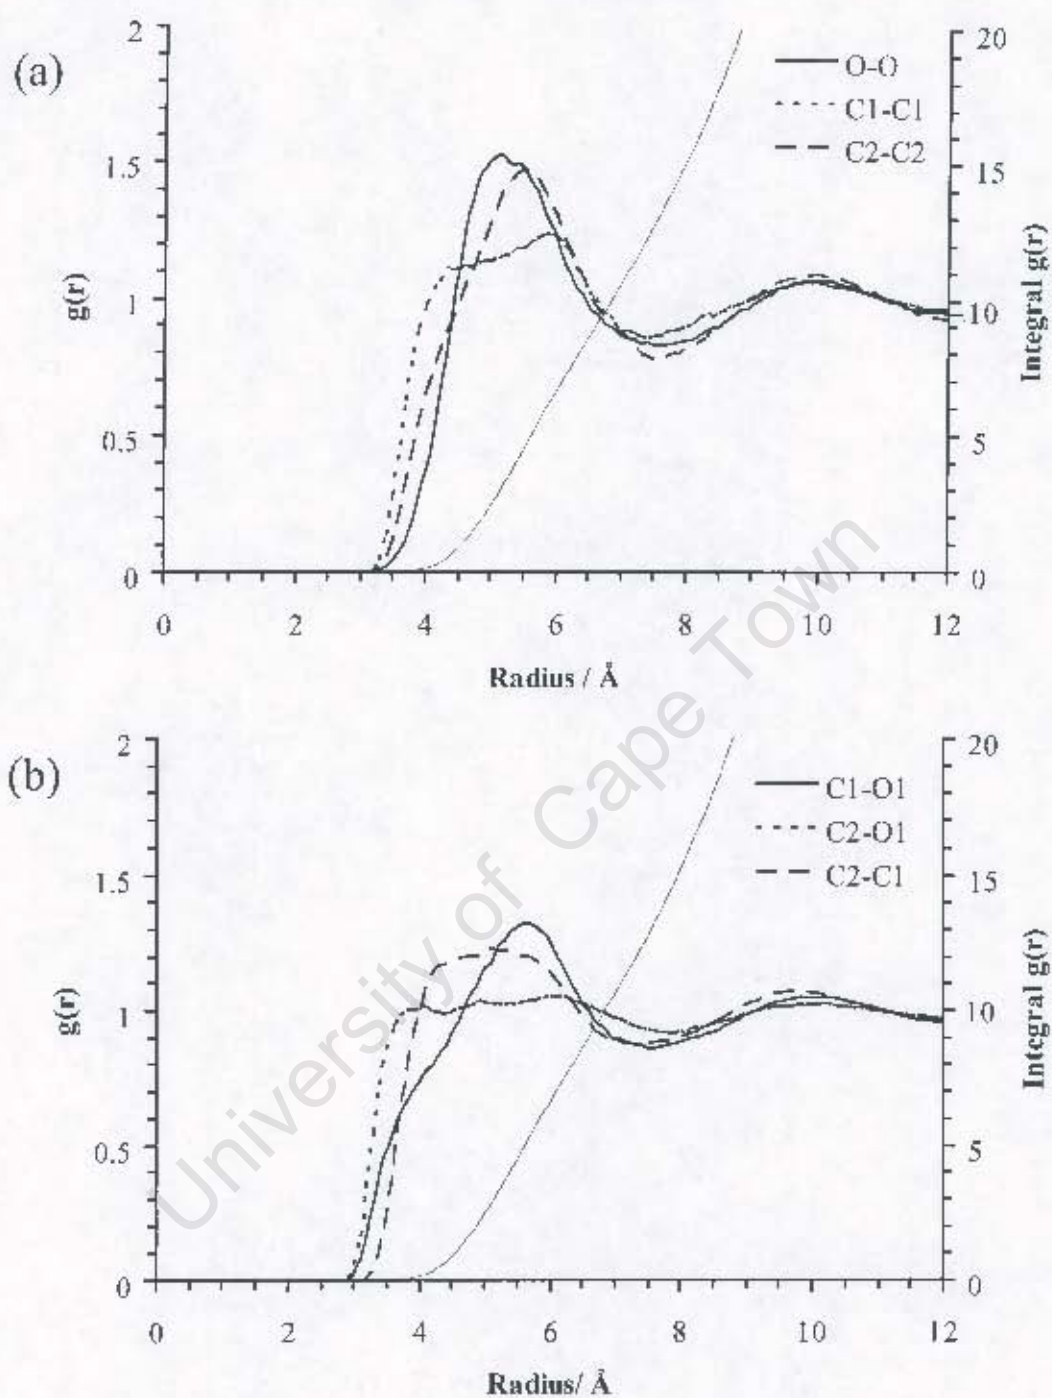 (a)
2
1.5
1
0.5
0
g(r)
O-O
C1-C1
C2-C2
20
15
10
5
0
Integral g(r)
0 2 4 6 8 10 12
Radius / Å
(b)
2
1.5
1
0.5
0
g(r)
C1-O1
C2-O1
C2-C1
20
15
10
5
0
Integral g(r)
0 2 4 6 8 10 12
Radius/ Å
University of Cape Town